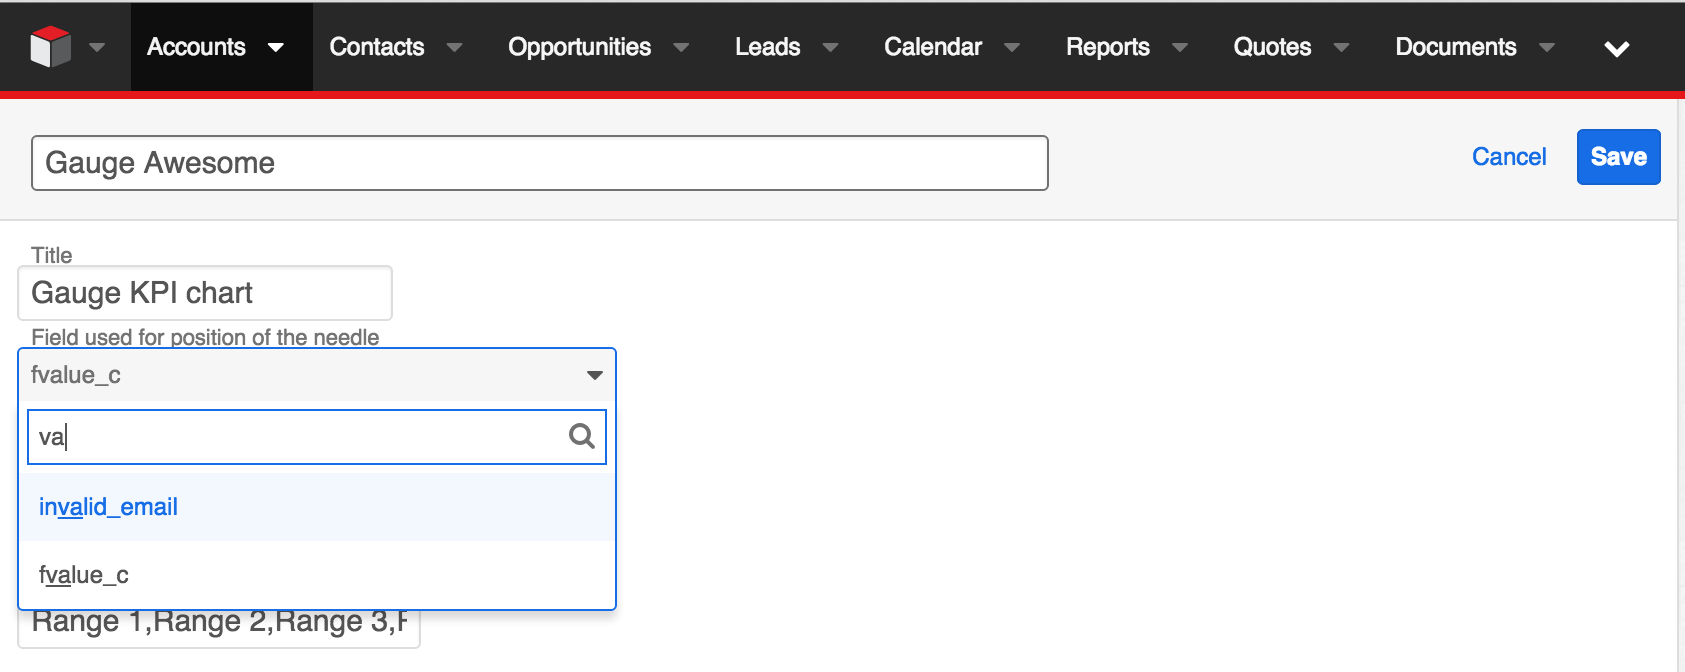 Accounts Contacts Opportunities Leads Calendar Reports Quotes Documents
Gauge Awesome
Cancel Save
Title
Gauge KPI chart
Field used for position of the needle
fvalue_c
va
invalid_email
fvalue_c
Range 1,Range 2,Range 3,